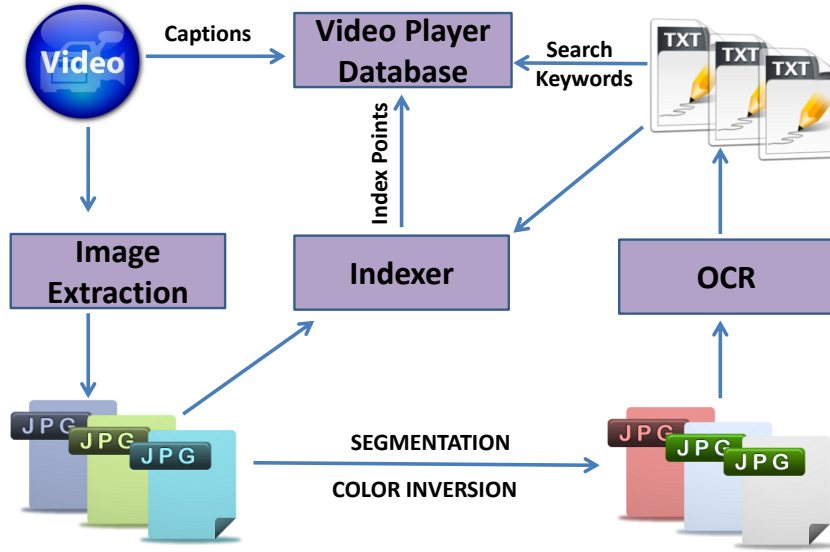 Video
Captions
Video Player
Database
Search
Keywords
TXT
TXT
TXT
Index Points
Image
Extraction
Indexer
OCR
JPG
JPG
JPG
SEGMENTATION
COLOR INVERSION
JPG
JPG
JPG